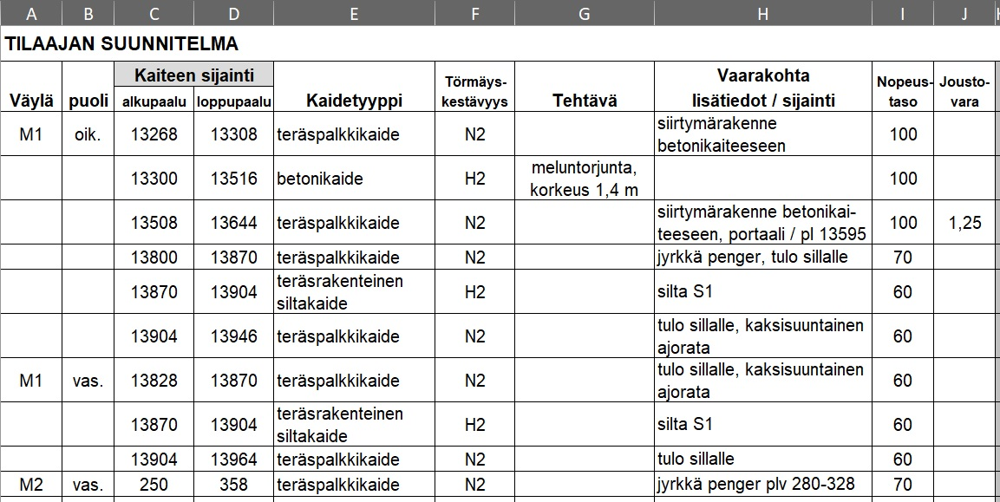 A B C D E F G H I J
TILAAJAN SUUNNITELMA
Väylä puoli Kaiteen sijainti Kaidetyyppi Törmäys- Tehtävä Vaarakohta Nopeus- Jousto-
alkupaalu loppupaalu kestävyys lisätiedot / sijainti taso vara
M1 oik. 13268 13308 teräspalkkikaide N2 siirtymärakenne 100
betonikaiteeseen
13300 13516 betonikaide H2 meluntorjunta, 100
korkeus 1,4 m
13508 13644 teräspalkkikaide N2 siirtymärakenne betonikai- 100 1,25
teeseen, portaali / pl 13595
13800 13870 teräspalkkikaide N2 jyrkkä penger, tulo sillalle 70
13870 13904 teräsrakenteinen H2 silta S1 60
siltakaide
13904 13946 teräspalkkikaide N2 tulo sillalle, kaksisuuntainen 60
ajorata
M1 vas. 13828 13870 teräspalkkikaide N2 tulo sillalle, kaksisuuntainen 60
ajorata
13870 13904 teräsrakenteinen H2 silta S1 60
siltakaide
13904 13964 teräspalkkikaide N2 tulo sillalle 60
M2 vas. 250 358 teräspalkkikaide N2 jyrkkä penger plv 280-328 70